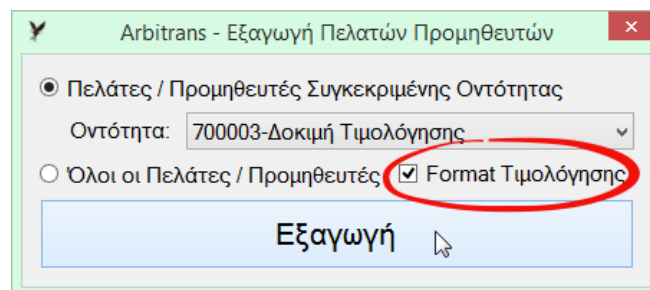 Arbitrans - Εξαγωγή Πελατών Προμηθευτών
Πελάτες / Προμηθευτές Συγκεκριμένης Οντότητας
Οντότητα: 700003-Δοκιμή Τιμολόγησης
Όλοι οι Πελάτες / Προμηθευτές Format Τιμολόγησης
Εξαγωγή